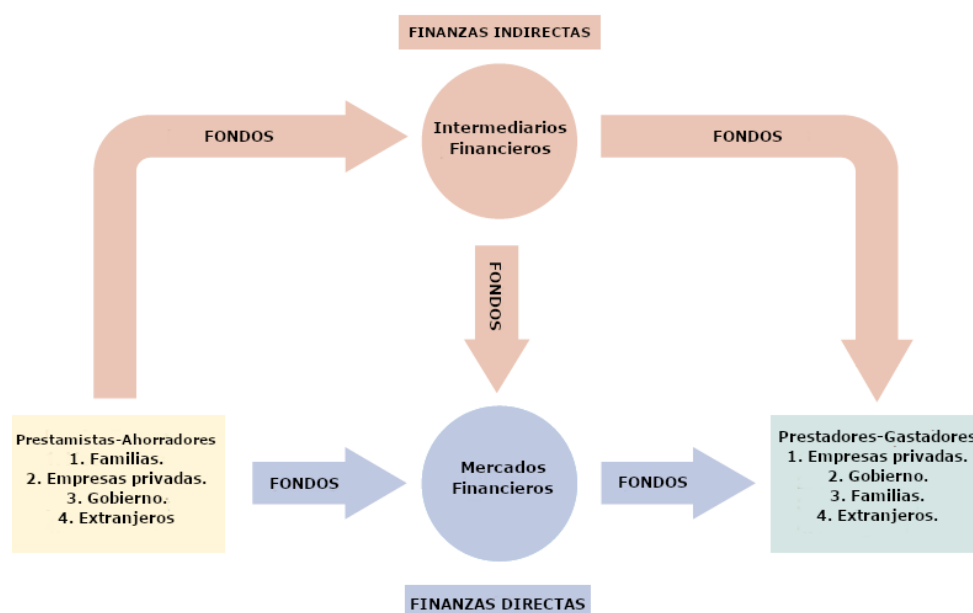 FINANZAS INDIRECTAS
FONDOS
Intermediarios
Financieros
FONDOS
FONDOS
Prestamistas-Ahorradores
1. Familias.
2. Empresas privadas.
3. Gobierno.
4. Extranjeros
FONDOS
Mercados
Financieros
FONDOS
Prestadores-Gastadores
1. Empresas privadas.
2. Gobierno.
3. Familias.
4. Extranjeros.
FINANZAS DIRECTAS